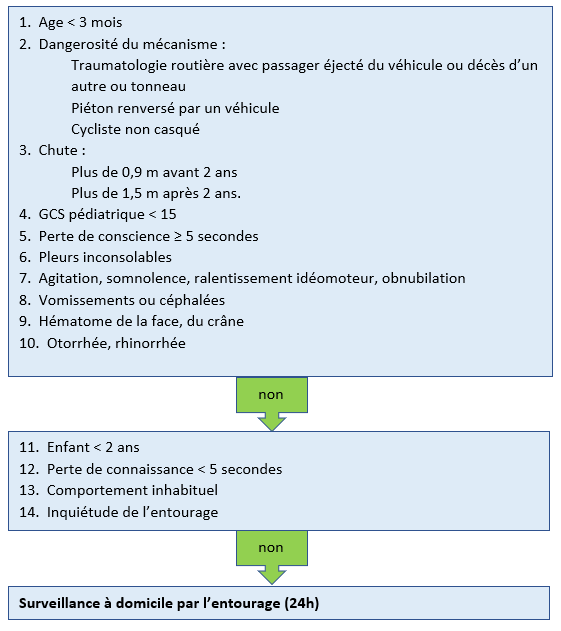 1. Age < 3 mois
2. Dangerosité du mécanisme :
Traumatologie routière avec passager éjecté du véhicule ou décès d’un
autre ou tonneau
Piéton renversé par un véhicule
Cycliste non casqué
3. Chute :
Plus de 0,9 m avant 2 ans
Plus de 1,5 m après 2 ans.
4. GCS pédiatrique < 15
5. Perte de conscience ≥ 5 secondes
6. Pleurs inconsolables
7. Agitation, somnolence, ralentissement idéomoteur, obnubilation
8. Vomissements ou céphalées
9. Hématome de la face, du crâne
10. Otorrhée, rhinorrhée
non
11. Enfant < 2 ans
12. Perte de connaissance < 5 secondes
13. Comportement inhabituel
14. Inquiétude de l’entourage
non
Surveillance à domicile par l’entourage (24h)